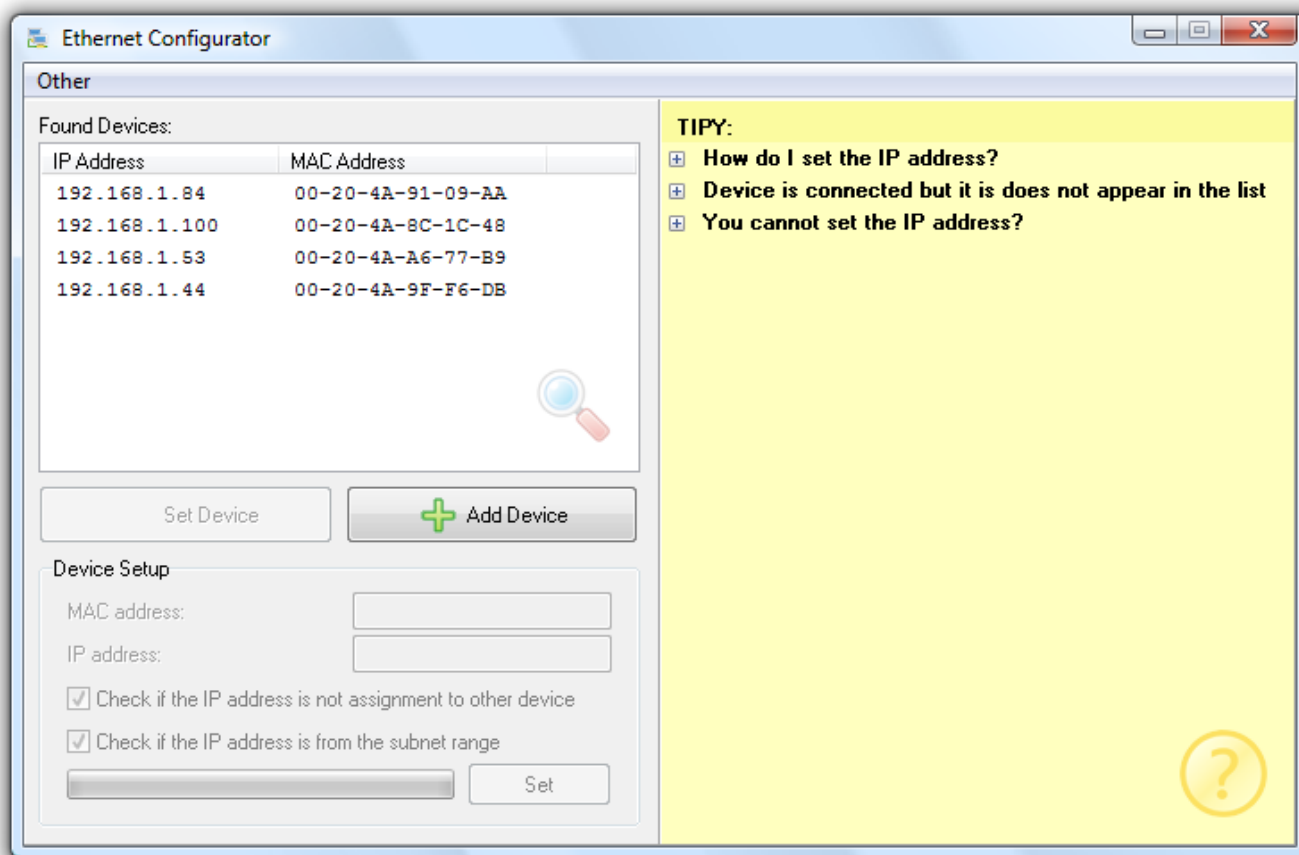 Ethernet Configurator
Other
Found Devices:
IP Address MAC Address
192.168.1.84 00-20-4A-91-09-AA
192.168.1.100 00-20-4A-8C-1C-48
192.168.1.53 00-20-4A-A6-77-B9
192.168.1.44 00-20-4A-9F-F6-DB
Set Device Add Device
Device Setup
MAC address:
IP address:
Check if the IP address is not assignment to other device
Check if the IP address is from the subnet range
Set
TIPY:
How do I set the IP address?
Device is connected but it is does not appear in the list
You cannot set the IP address?